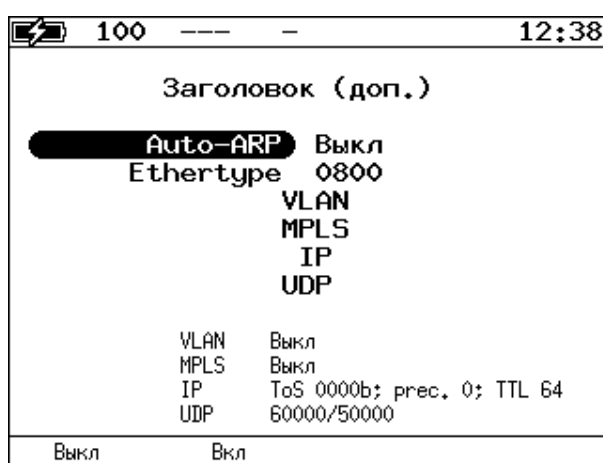 100 --- - 12:38
Заголовок (доп.)
Auto-ARP Выкл
Ethertype 0800
VLAN
MPLS
IP
UDP
VLAN Выкл
MPLS Выкл
IP ToS 0000b; prec. 0; TTL 64
UDP 60000/50000
Выкл Вкл